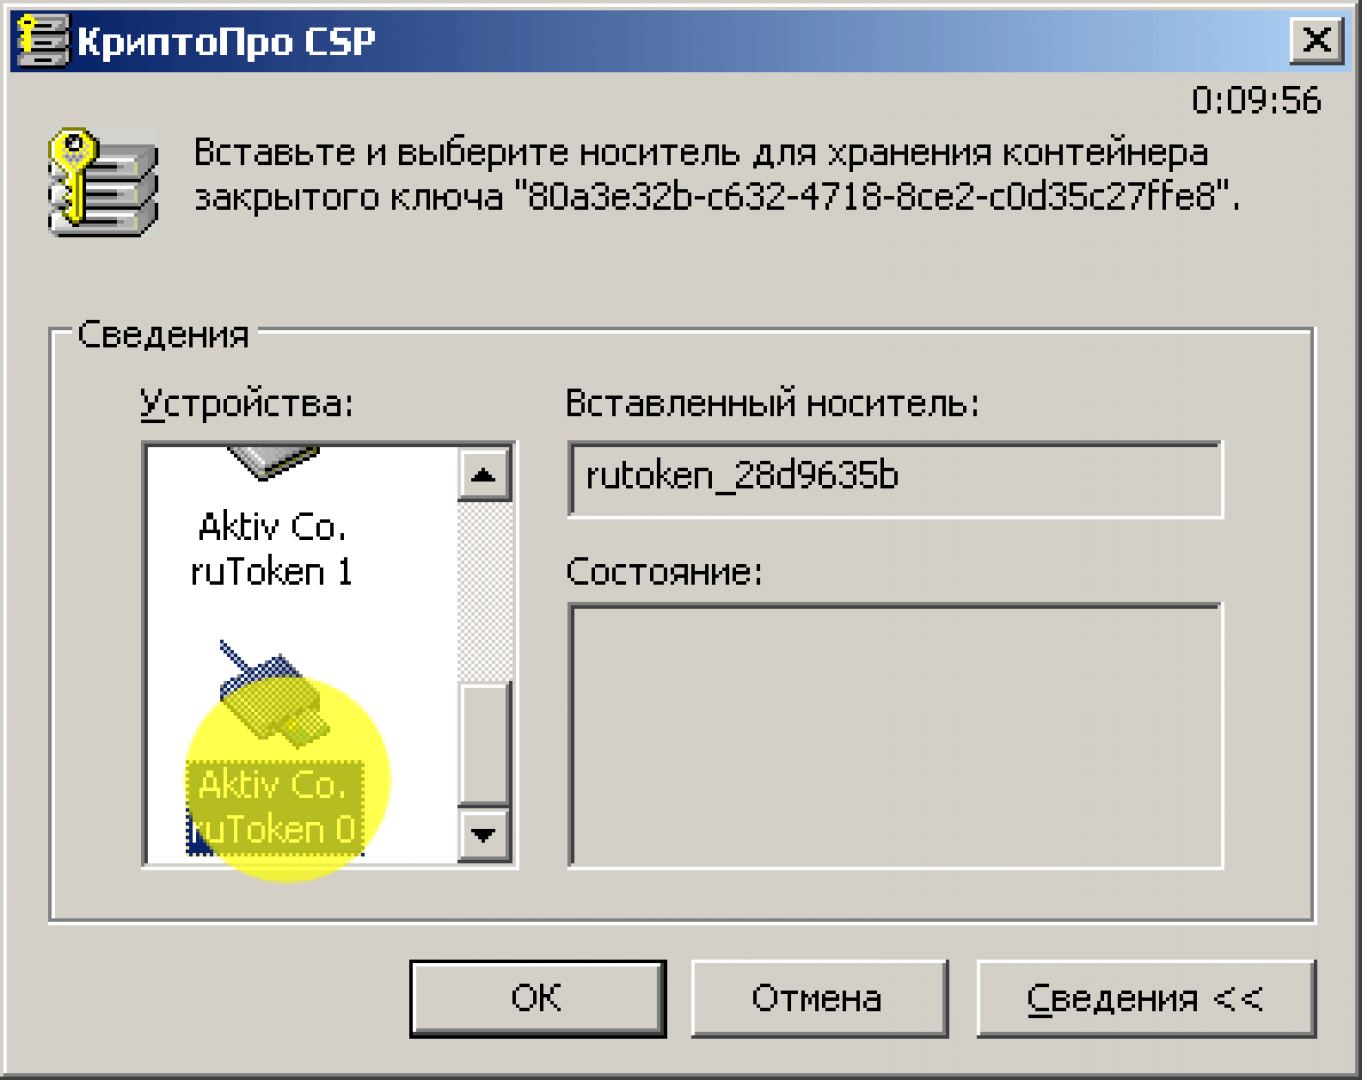 КриптоПро CSP
0:09:56
Вставьте и выберите носитель для хранения контейнера
закрытого ключа "80a3e32b-c632-4718-8ce2-c0d35c27ffe8".
Сведения
Устройства:
Aktiv Co.
ruToken 1
Aktiv Co.
ruToken 0
Вставленный носитель:
rutoken_28d9635b
Состояние:
ОК
Отмена
Сведения <<